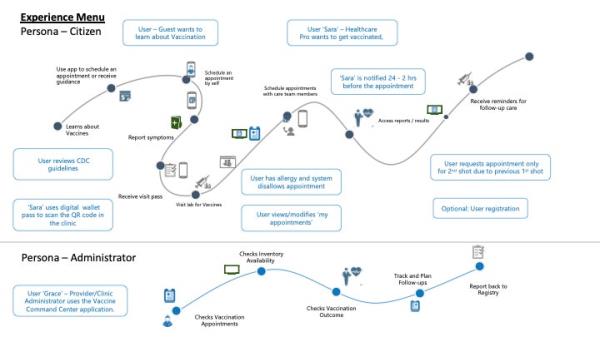 Experience Menu
Persona – Citizen
User – Guest wants to
learn about Vaccination
User 'Sara' – Healthcare
Pro wants to get vaccinated,
Use app to schedule an
appointment or receive
guidance
Schedule an
appointment
by self
'Sara' is notified 24 - 2 hrs
before the appointment
Schedule appointments
with care team members
Receive reminders for
follow-up care
Learns about
Vaccines
Report symptoms
Access reports / results
User reviews CDC
guidelines
Receive visit pass
Visit lab for Vaccines
User has allergy and system
disallows appointment
User requests appointment only
for 2nd shot due to previous 1st shot
'Sara' uses digital wallet
pass to scan the QR code in
the clinic
User views/modifies 'my
appointments'
Optional: User registration
Persona – Administrator
Checks Inventory
Availability
Track and Plan
Follow-ups
Report back to
Registry
User 'Grace' – Provider/Clinic
Administrator uses the Vaccine
Command Center application.
Checks Vaccination
Appointments
Checks Vaccination
Outcome